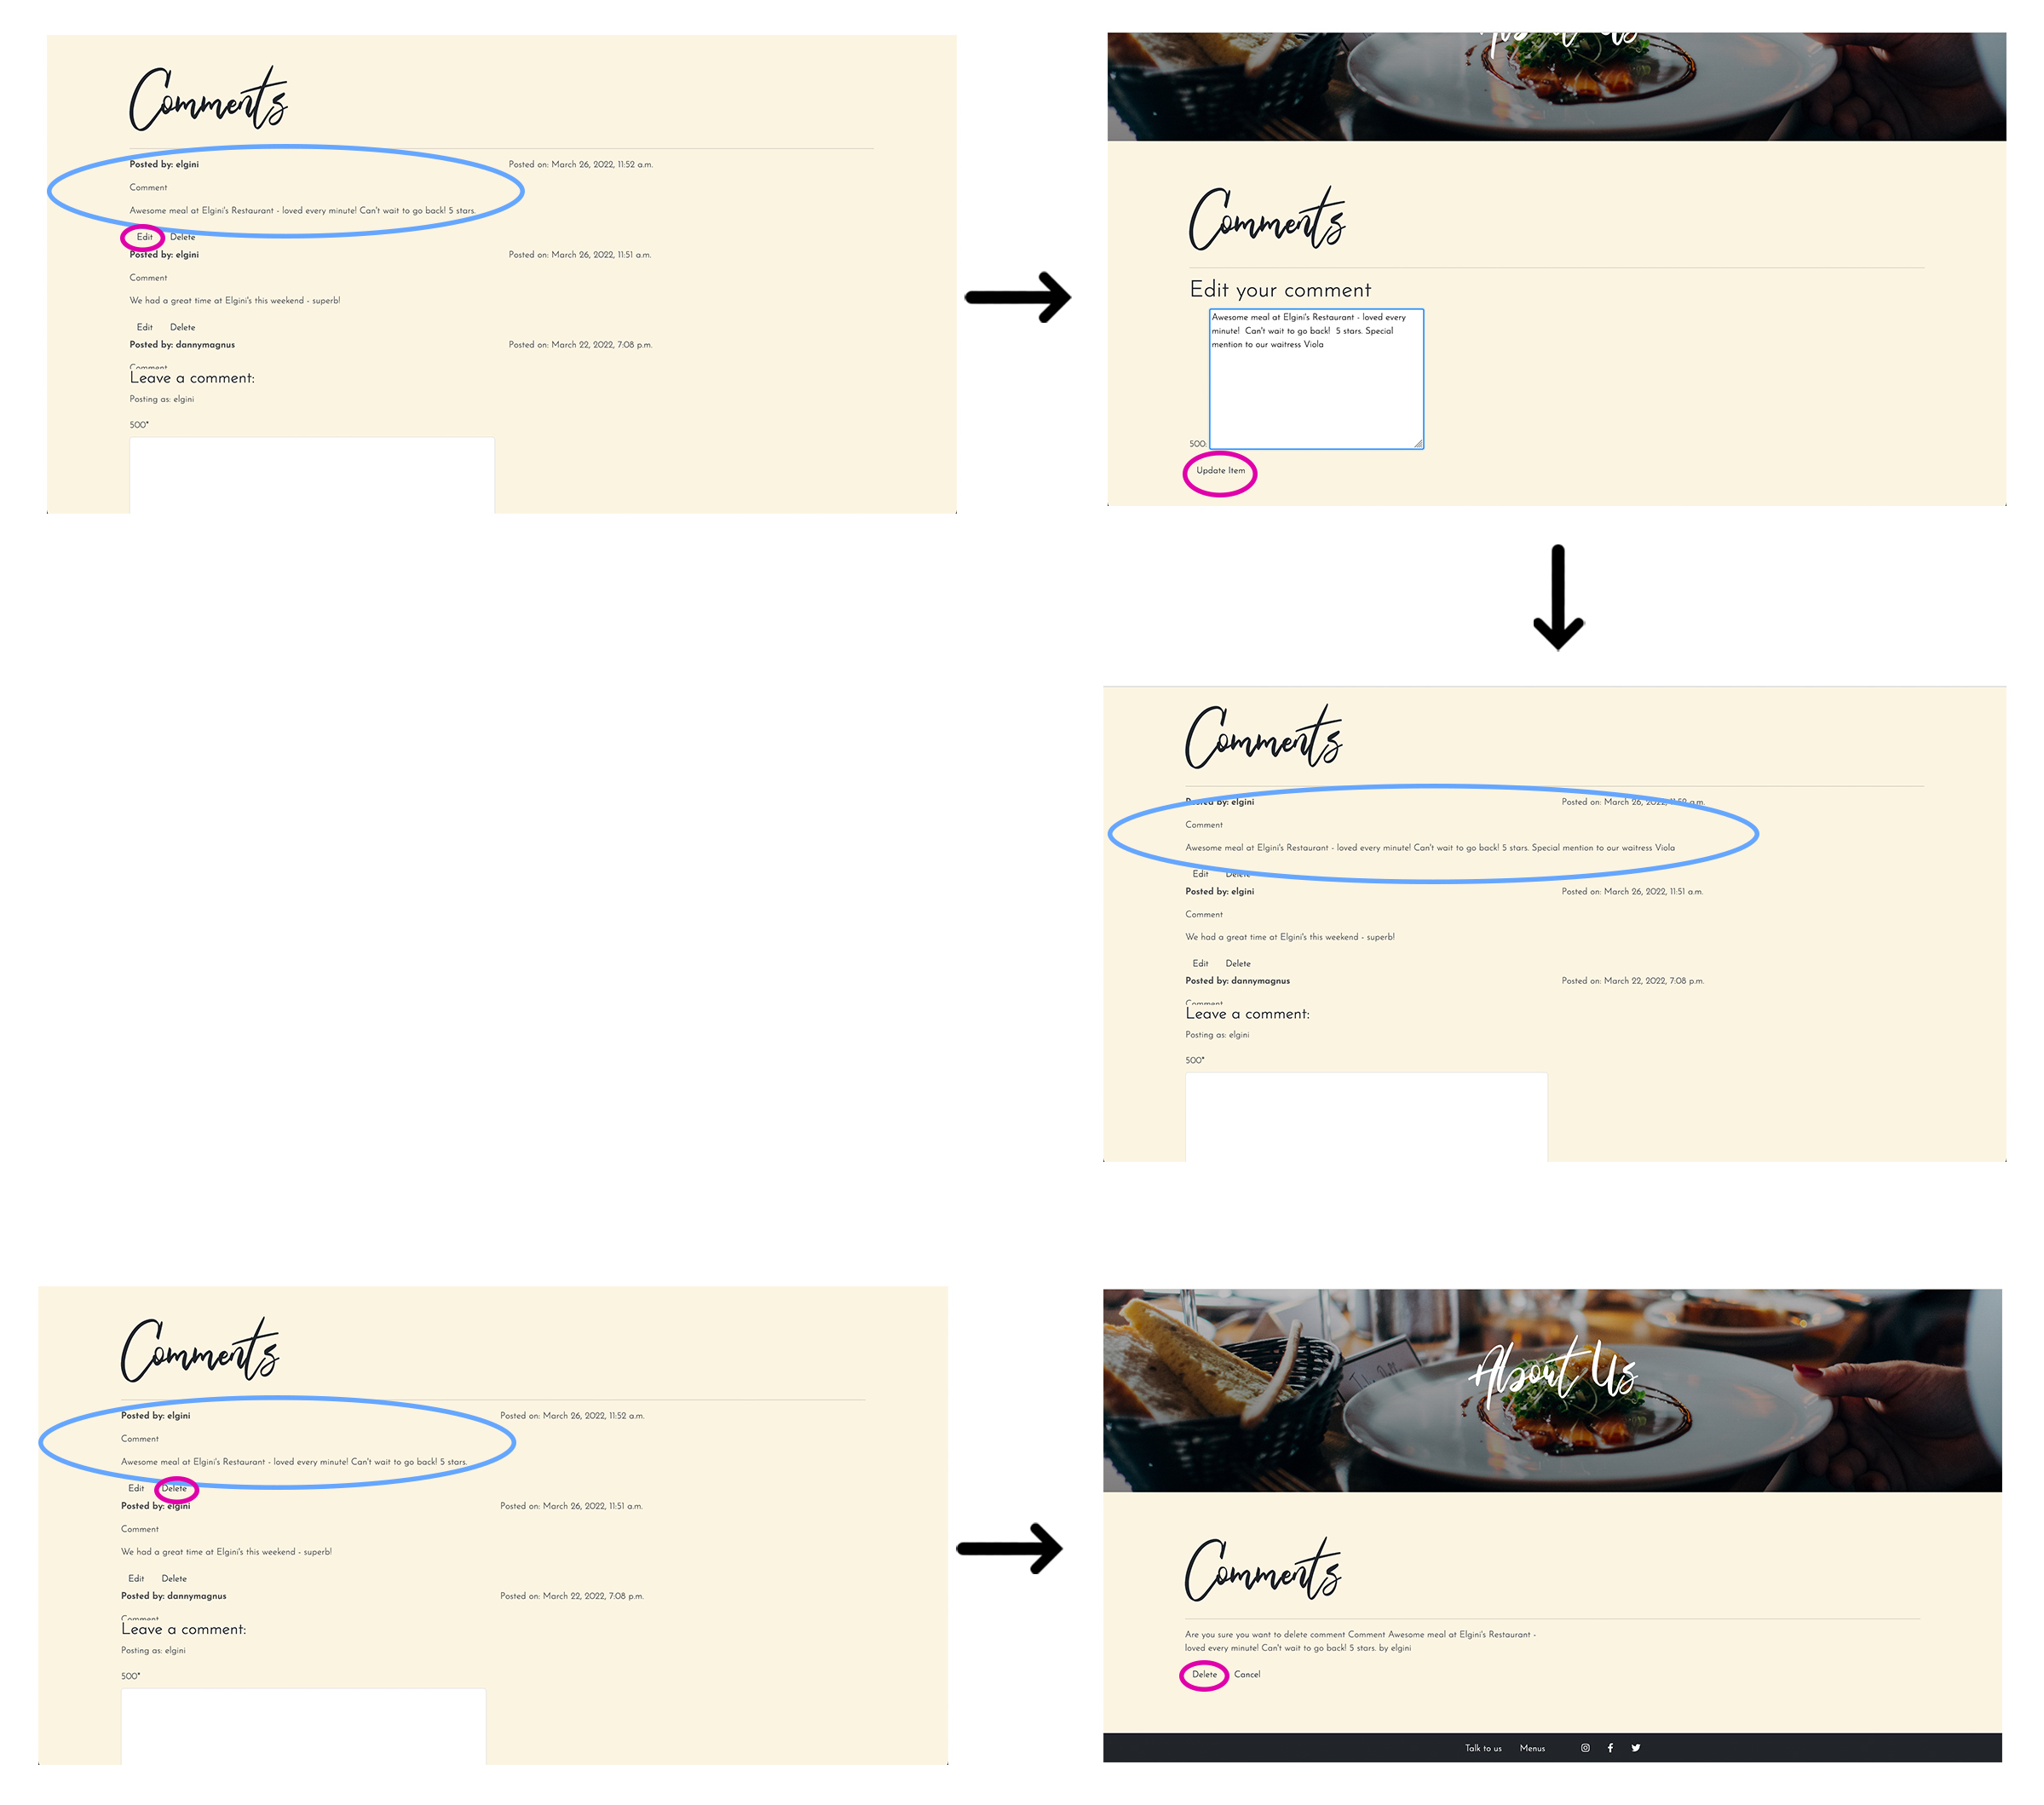 Comments
Posted by: elgini Posted on: March 26, 2022, 11:52 a.m.
Comment
Awesome meal at Elgini's Restaurant - loved every minute! Can't wait to go back! 5 stars.
Edit Delete
Posted by: elgini Posted on: March 26, 2022, 11:51 a.m.
Comment
We had a great time at Elgini's this weekend - superb!
Edit Delete
Posted by: dannymagnus Posted on: March 22, 2022, 7:08 p.m.
Comment
Leave a comment:
Posting as: elgini
500*
About Us
Comments
Edit your comment
Awesome meal at Elgini's Restaurant - loved every
minute! Can't wait to go back! 5 stars. Special
mention to our waitress Viola
500:
Update Item
Comments
Posted by: elgini Posted on: March 26, 2022, 11:52 a.m.
Comment
Awesome meal at Elgini's Restaurant - loved every minute! Can't wait to go back! 5 stars. Special mention to our waitress Viola
Edit Delete
Posted by: elgini Posted on: March 26, 2022, 11:51 a.m.
Comment
We had a great time at Elgini's this weekend - superb!
Edit Delete
Posted by: dannymagnus Posted on: March 22, 2022, 7:08 p.m.
Comment
Leave a comment:
Posting as: elgini
500*
Comments
Posted by: elgini Posted on: March 26, 2022, 11:52 a.m.
Comment
Awesome meal at Elgini's Restaurant - loved every minute! Can't wait to go back! 5 stars.
Edit Delete
Posted by: elgini Posted on: March 26, 2022, 11:51 a.m.
Comment
We had a great time at Elgini's this weekend - superb!
Edit Delete
Posted by: dannymagnus Posted on: March 22, 2022, 7:08 p.m.
Comment
Leave a comment:
Posting as: elgini
500*
About Us
Comments
Are you sure you want to delete comment Comment Awesome meal at Elgini's Restaurant -
loved every minute! Can't wait to go back! 5 stars. by elgini
Delete Cancel
Talk to us Menus